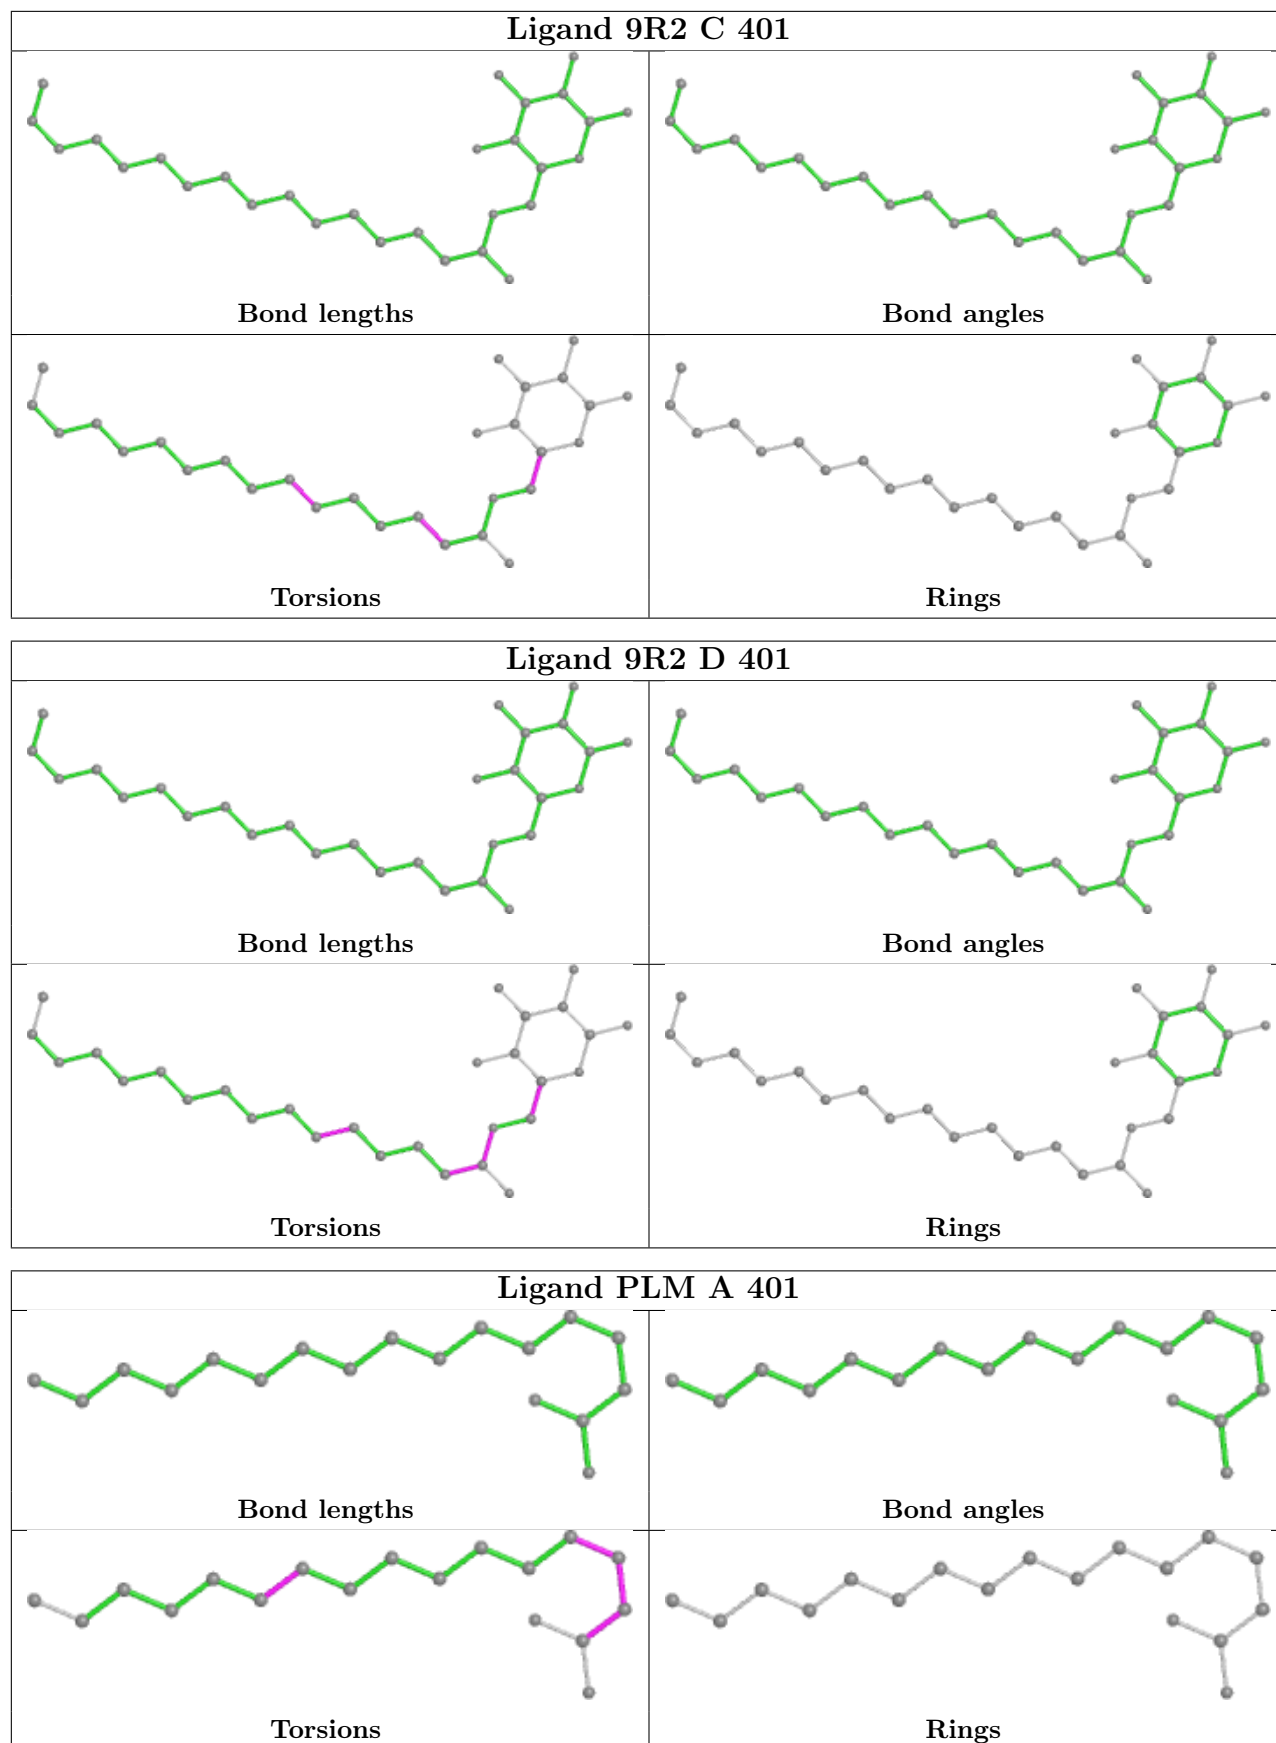 Ligand 9R2 C 401
Bond lengths
Bond angles
Torsions
Rings
Ligand 9R2 D 401
Bond lengths
Bond angles
Torsions
Rings
Ligand PLM A 401
Bond lengths
Bond angles
Torsions
Rings